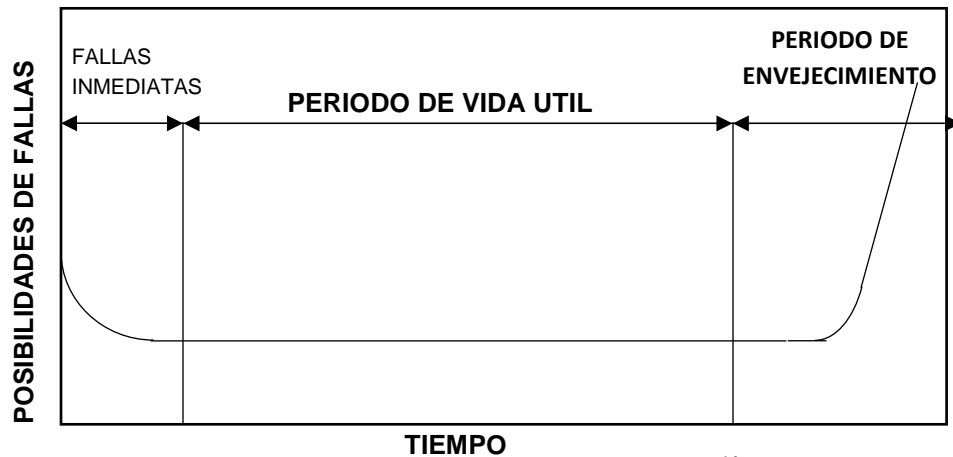 FALLAS
INMEDIATAS
PERIODO DE VIDA UTIL
PERIODO DE
ENVEJECIMIENTO
POSIBILIDADES DE FALLAS
TIEMPO